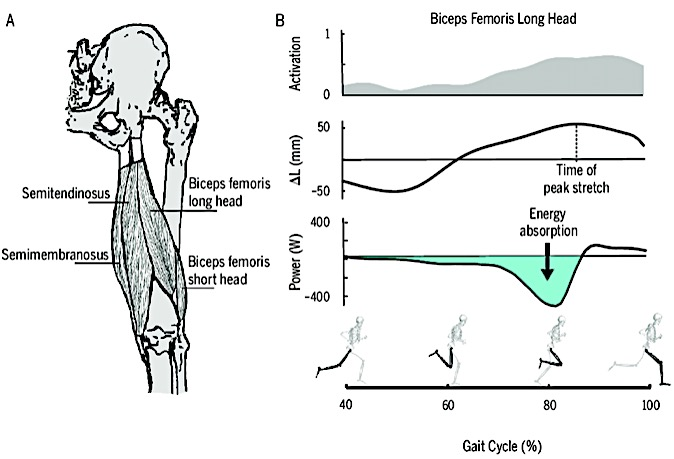 A
Semitendinosus
Semimembranosus
Biceps femoris
long head
Biceps femoris
short head
B
Biceps Femoris Long Head
Activation
1
0
ΔL (mm)
50
−50
Time of
peak stretch
Power (W)
400
−400
Energy
absorption
40
60
80
100
Gait Cycle (%)